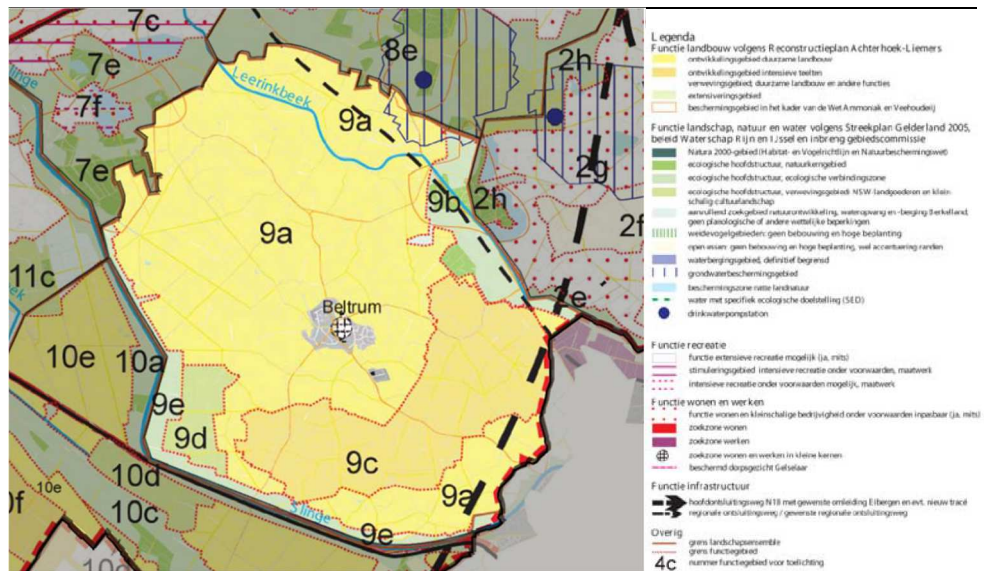 7c
7e
7f
7e
Slinge
11c
10e
10a
10d
10e
10c
8e
2h
2g
2h
2f
2e
Leerinkbeek
9a
9b
9a
Beltrum
9e
9d
9c
9a
9e
Slinge
Legenda
Functie landbouw volgens Reconstructieplan Achterhoek-Liemers
ontwikkelingsgebied duurzame landbouw
ontwikkelingsgebied intensieve teelten
verwevingsgebied; duurzame landbouw en andere functies
extensiveringsgebied
beschermingsgebied in het kader van de Wet Ammoniak en Veehouderij
Functie landschap, natuur en water volgens Streekplan Gelderland 2005,
beleid Waterschap Rijn en IJssel en inbreng gebiedscommissie
Natura 2000-gebied (Habitat- en Vogelrichtlijn en Natuurbeschermingswet)
ecologische hoofdstructuur, natuurkerngebied
ecologische hoofdstructuur, ecologische verbindingszone
ecologische hoofdstructuur, verwevingsgebied: NSW-landgoederen en klein-
schalig cultuurlandschap
aanvullend zoekgebied natuurontwikkeling, wateropvang en -berging Berkelland,
geen planologische of andere wettelijke beperkingen
weidevogelgebieden: geen bebouwing en hoge beplanting
open essen: geen bebouwing en hoge beplanting, wel accentuering randen
waterbergingsgebied, definitief begrensd
grondwaterbeschermingsgebied
beschermingszone natte landnatuur
water met specifiek ecologische doelstelling (SED)
drinkwaterpompstation
Functie recreatie
functie extensieve recreatie mogelijk (ja, mits)
stimuleringsgebied intensieve recreatie onder voorwaarden, maatwerk
intensieve recreatie onder voorwaarden mogelijk, maatwerk
Functie wonen en werken
functie wonen en kleinschalige bedrijvigheid onder voorwaarden inpasbaar (ja, mits)
zoekzone wonen
zoekzone werken
zoekzone wonen en werken in kleine kernen
beschermd dorpsgezicht Gelselaar
Functie infrastructuur
hoofdontsluitingsweg N18 met gewenste omleiding Eibergen en evt. nieuw tracé
regionale ontsluitingsweg / gewenste regionale ontsluitingsweg
Overig
grens landschapsensemble
grens functiegebied
4c nummer functiegebied voor toelichting